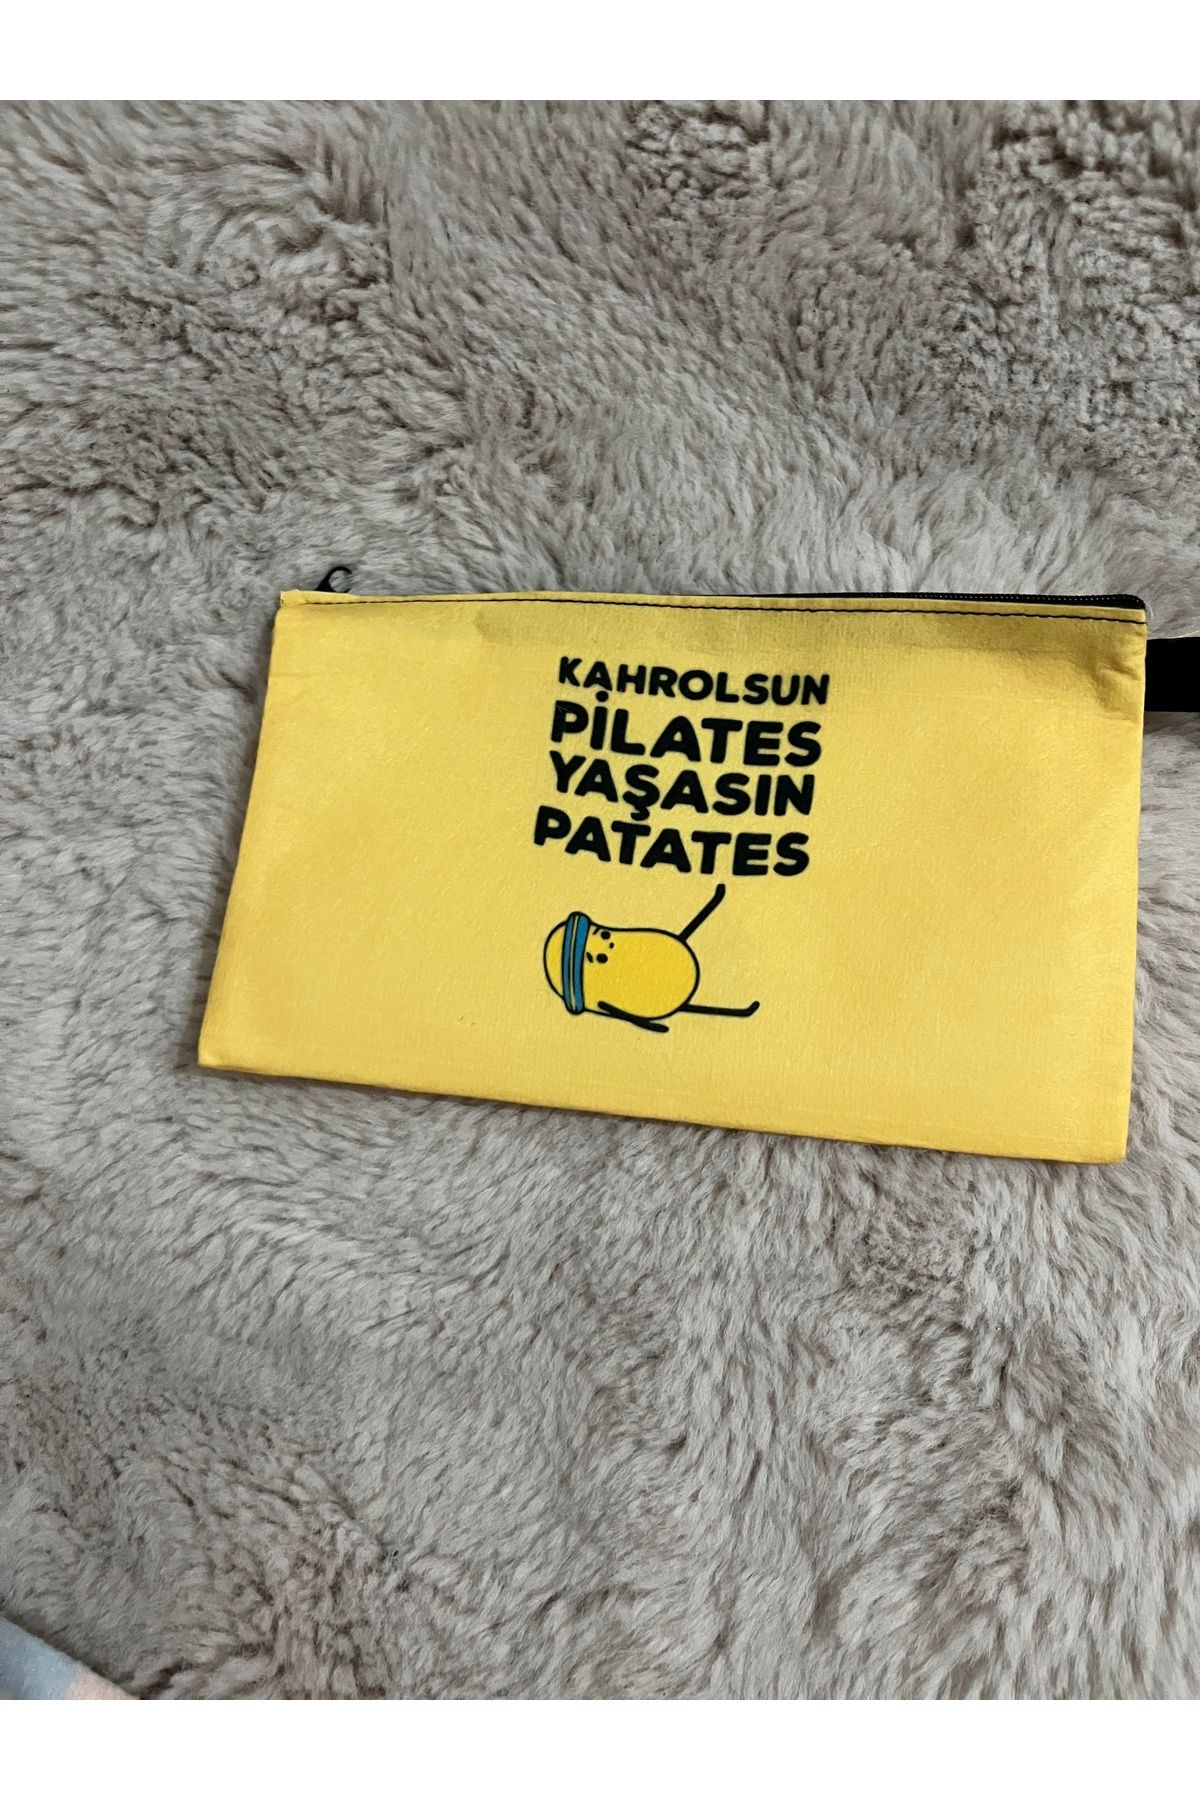 KAHROLSUN
PİLATES
YAŞASIN
PATATES